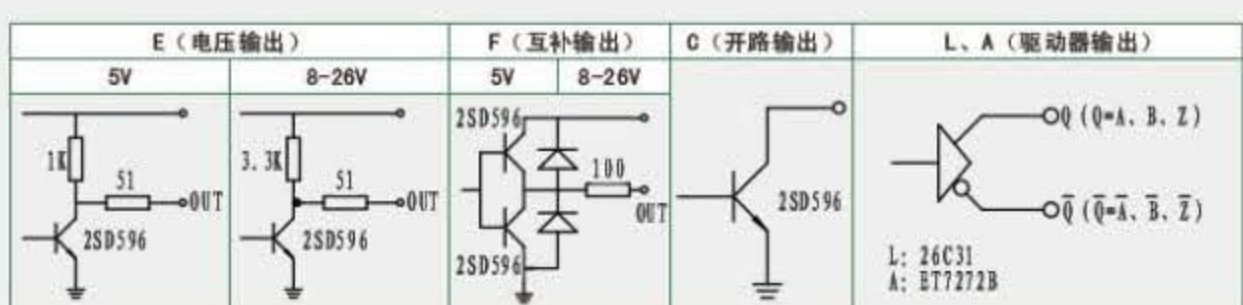 E（电压输出）
F（互补输出）
C（开路输出）
L、A（驱动器输出）
5V
8-26V
5V
8-26V
1K
51
OUT
2SD596
3.3K
51
OUT
2SD596
2SD596
100
OUT
2SD596
2SD596
Q (Q=A、B、Z)
Q̅ (Q̅=A̅、B̅、Z̅)
L: 26C31
A: ET7272B